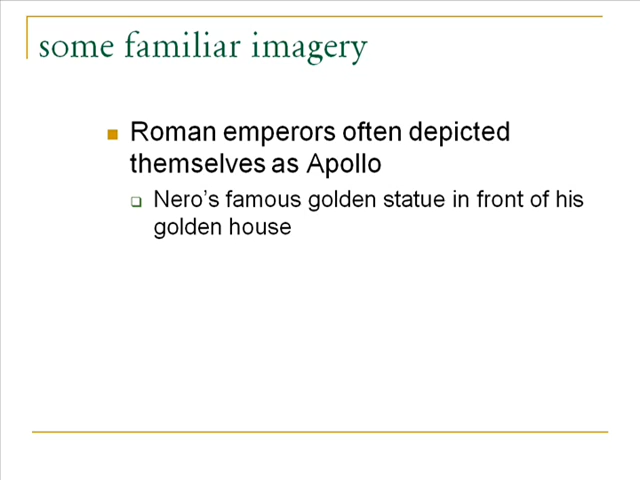 some familiar imagery
Roman emperors often depicted
themselves as Apollo
Nero's famous golden statue in front of his
golden house